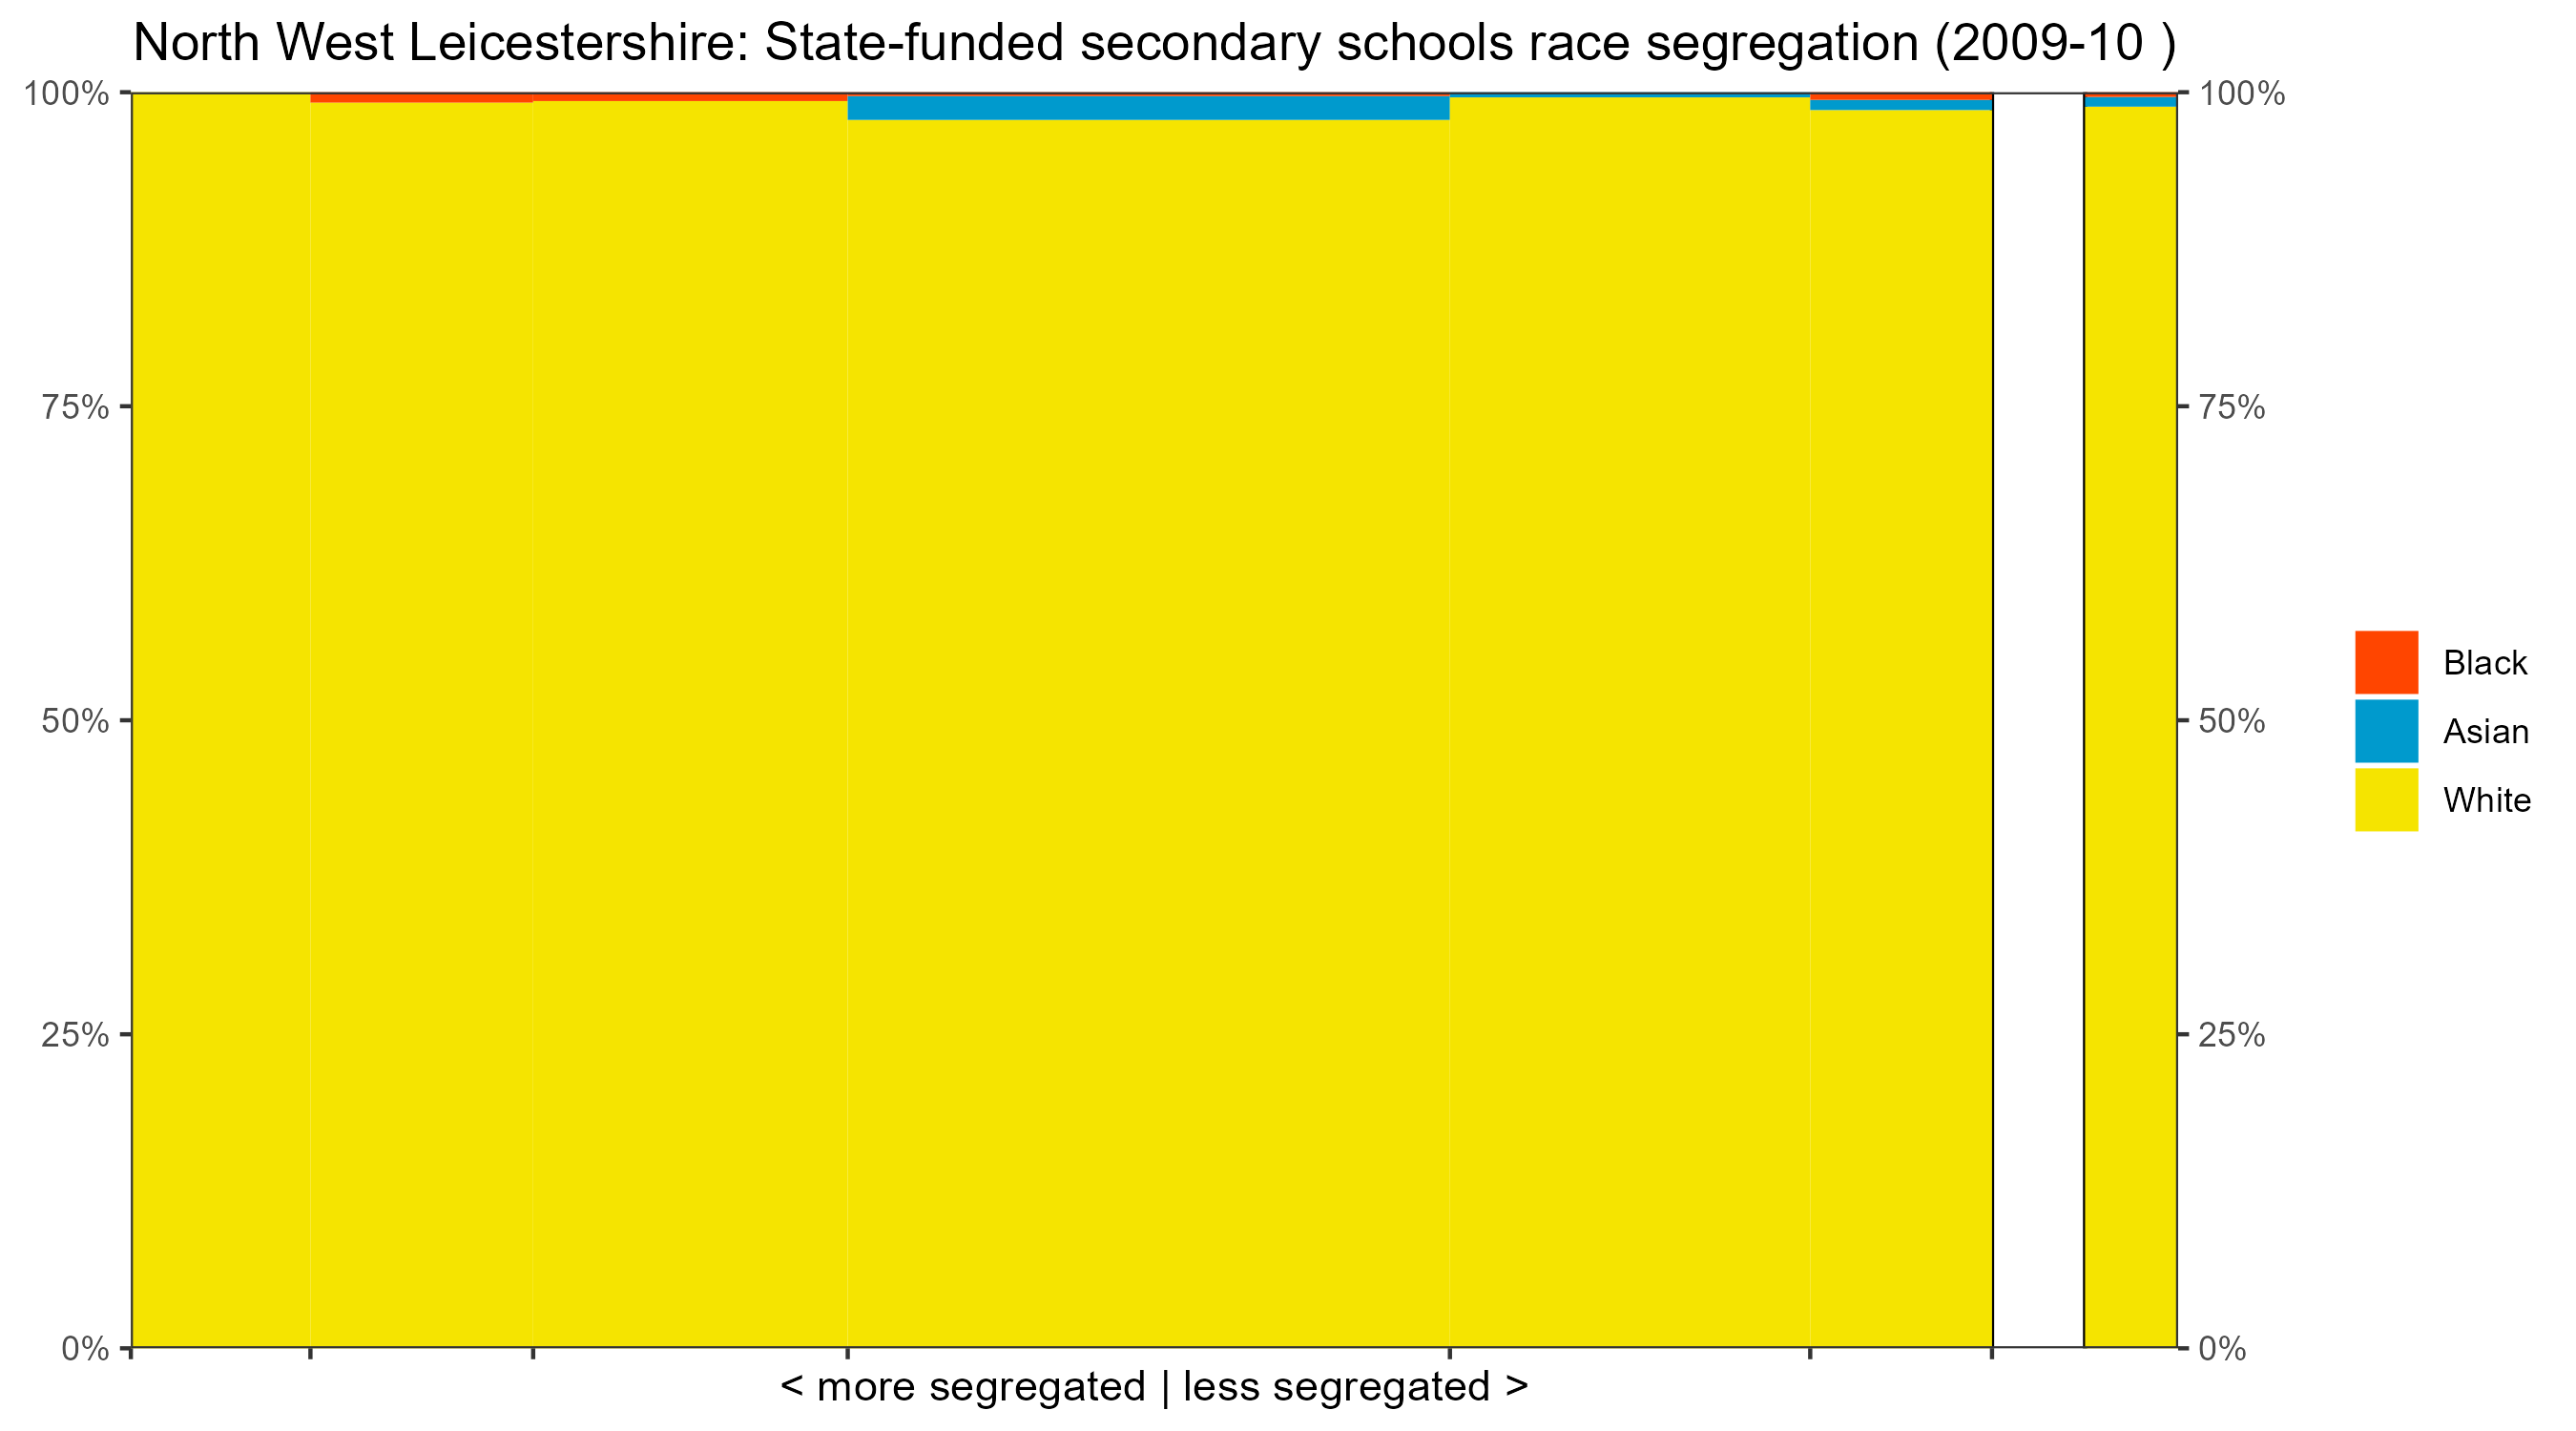 North West Leicestershire: State-funded secondary schools race segregation (2009-10 )
100%
75%
50%
25%
0%
100%
75%
50%
25%
0%
Black
Asian
White
< more segregated | less segregated >